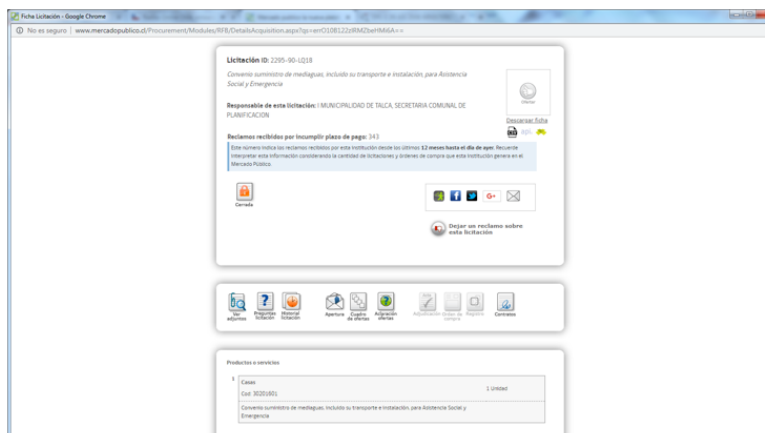 Ficha Licitación - Google Chrome
No es seguro | www.mercadopublico.cl/Procurement/Modules/RFB/DetailsAcquisition.aspx?qs=
Licitación ID: 2295-90-LQ18
Convenio suministro de mediaguas, incluido su transporte e instalación, para Asistencia
Social y Emergencia
Ofertar
Responsable de esta licitación: I MUNICIPALIDAD DE TALCA, SECRETARIA COMUNAL DE
PLANIFICACION
Descargar ficha
Reclamos recibidos por incumplir plazo de pago: 343
Este número indica los reclamos recibidos por esta institución desde los últimos 12 meses hasta el día de ayer. Recuerde
interpretar esta información considerando la cantidad de licitaciones y órdenes de compra que esta institución genera en el
Mercado Público.
Cerrada
G+
Dejar un reclamo sobre
esta licitación
Ver adjuntos
Preguntas licitación
Historial licitación
Apertura
Cuadro de ofertas
Aclaración ofertas
Adjudicación
Orden de compra
Registro
Contratos
Productos o servicios
1
Casas
1 Unidad
Cod: 30201601
Convenio suministro de mediaguas, incluido su transporte e instalación, para Asistencia Social y
Emergencia